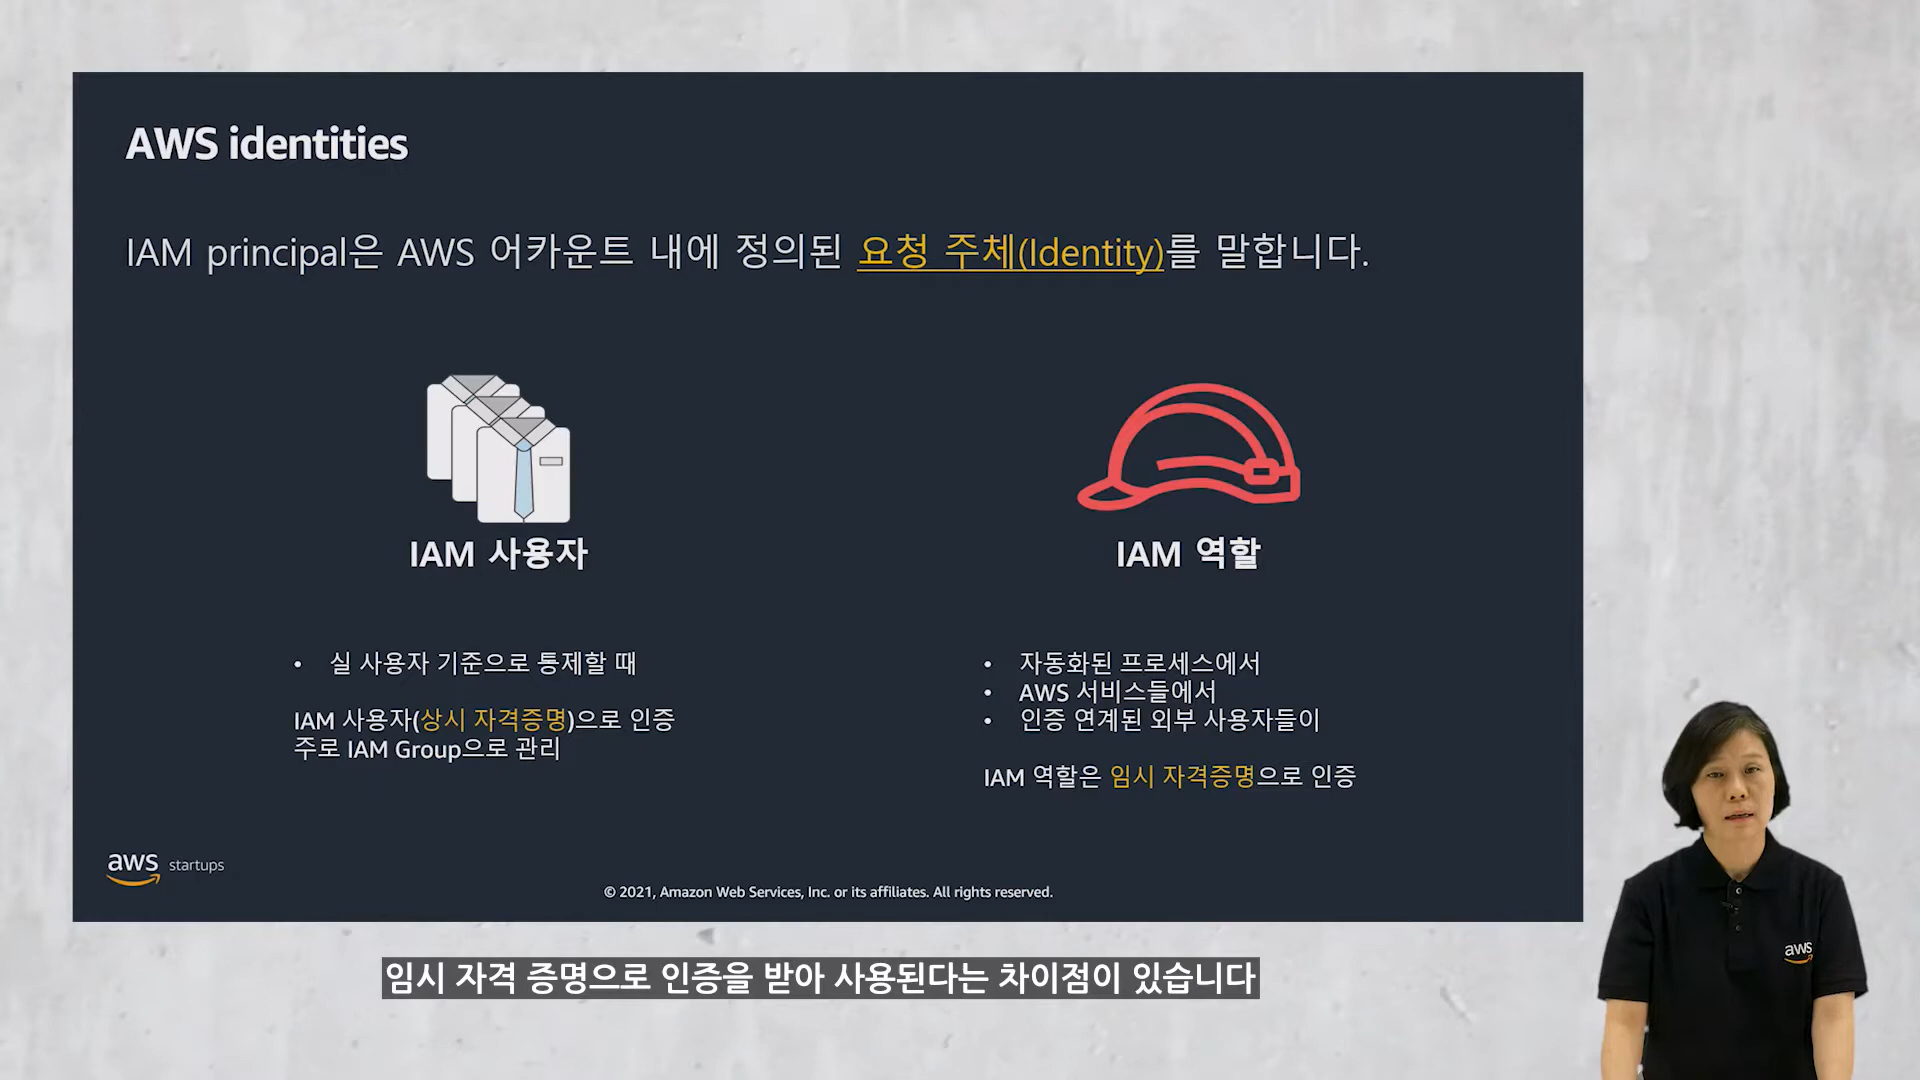 AWS identities
IAM principal은 AWS 어카운트 내에 정의된 요청 주체(Identity)를 말합니다.
IAM 사용자
• 실 사용자 기준으로 통제할 때
IAM 사용자(상시 자격증명)으로 인증
주로 IAM Group으로 관리
IAM 역할
• 자동화된 프로세스에서
• AWS 서비스들에서
• 인증 연계된 외부 사용자들이
IAM 역할은 임시 자격증명으로 인증
aws startups
© 2021, Amazon Web Services, Inc. or its affiliates. All rights reserved.
aws
임시 자격 증명으로 인증을 받아 사용된다는 차이점이 있습니다